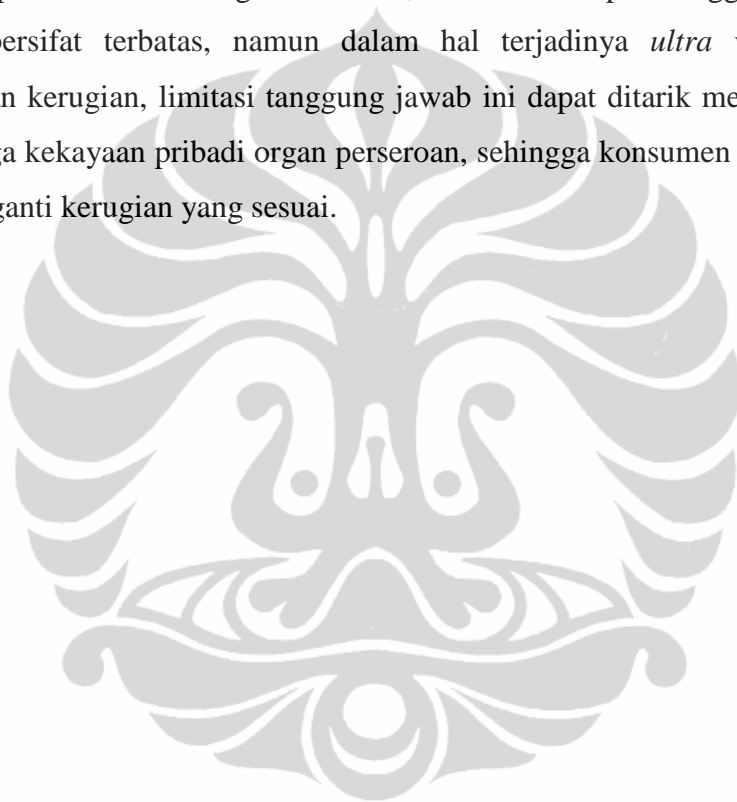 bersifat terbatas, namun dalam hal terjadinya ultra
n kerugian, limitasi tanggung jawab ini dapat ditarik me
ga kekayaan pribadi organ perseroan, sehingga konsumen
ganti kerugian yang sesuai.